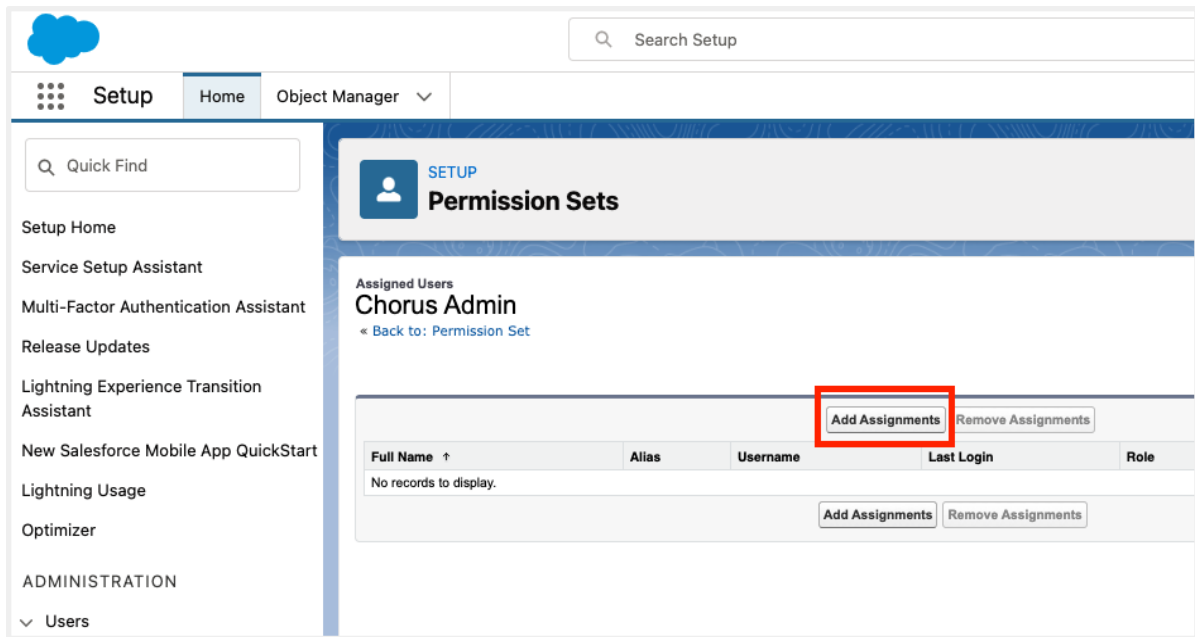 Search Setup
Setup
Home
Object Manager
Quick Find
Setup Home
Service Setup Assistant
Multi-Factor Authentication Assistant
Release Updates
Lightning Experience Transition
Assistant
New Salesforce Mobile App QuickStart
Lightning Usage
Optimizer
ADMINISTRATION
Users
SETUP
Permission Sets
Assigned Users
Chorus Admin
« Back to: Permission Set
Add Assignments Remove Assignments
Full Name ↑ Alias Username Last Login Role
No records to display.
Add Assignments Remove Assignments